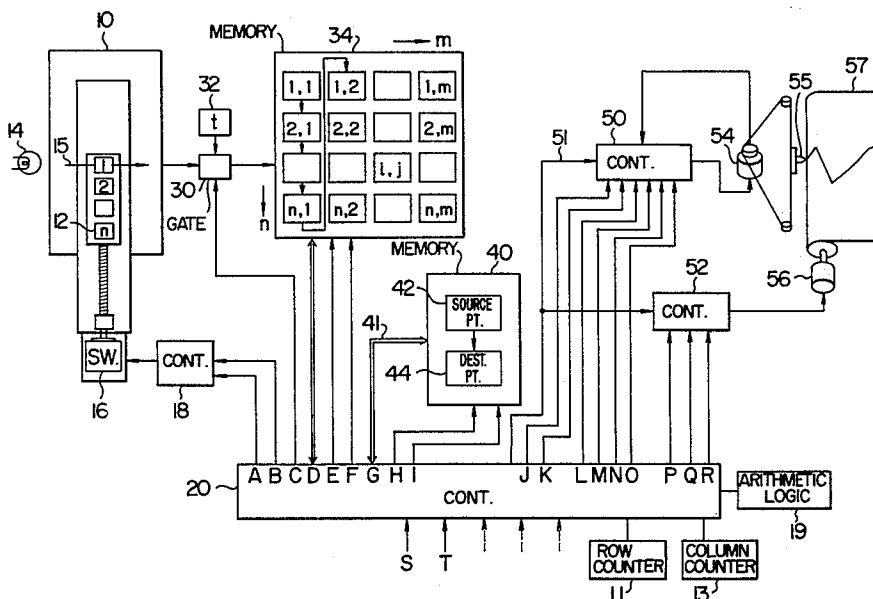 10
MEMORY
34
m
57
32
1,1
1,2
1,m
50
54
55
14
15
t
51
2,1
2,2
2,m
CONT.
1
30
i,j
2
12
n
GATE
n
n,1
n,2
n,m
MEMORY
40
52
56
42
SOURCE PT.
CONT.
41
SW.
CONT.
44
DEST. PT.
16
18
20
A B C D E F G H I J K L M N O P Q R
CONT.
ARITHMETIC LOGIC
19
S T
ROW COUNTER
COLUMN COUNTER
11
13